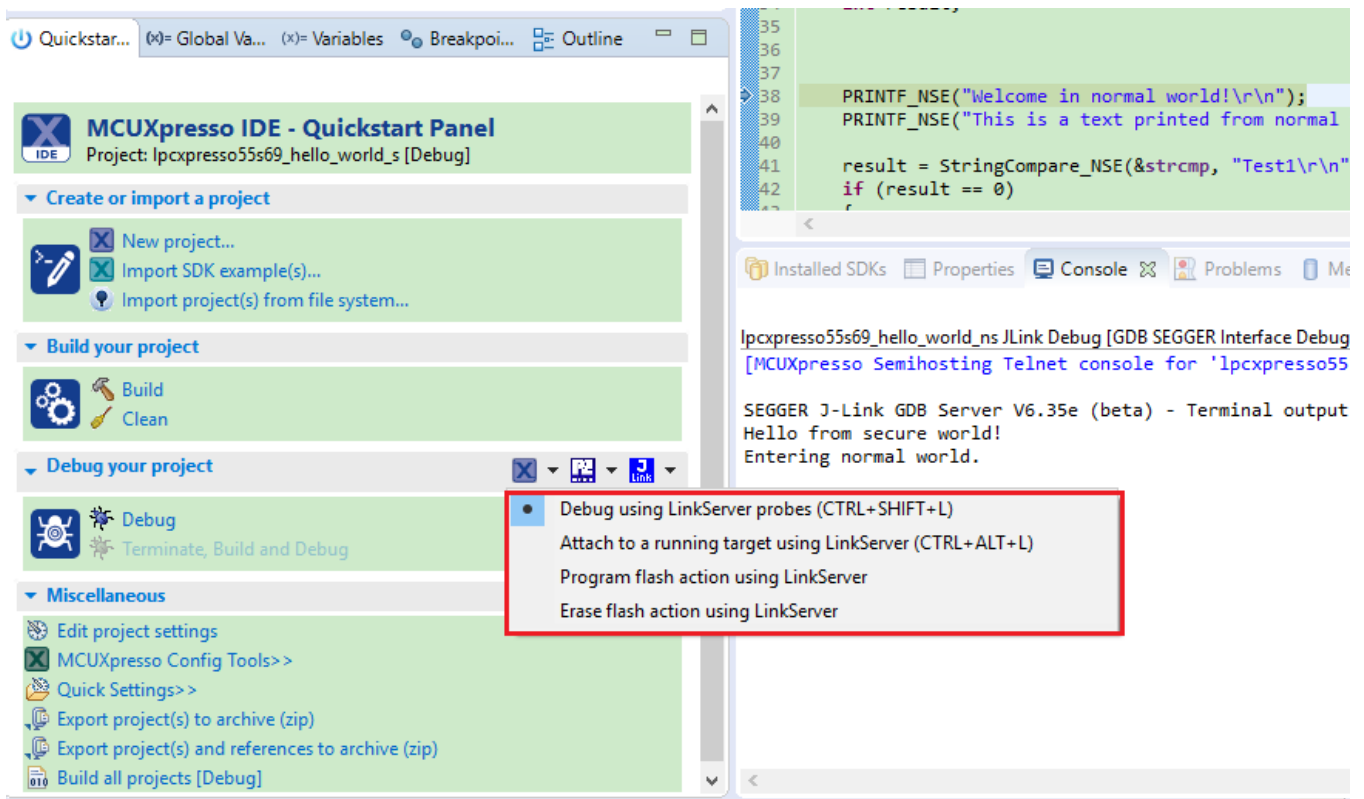 Quickstar... (x)= Global Va... (x)= Variables Breakpoi... Outline
MCUXpresso IDE - Quickstart Panel
IDE Project: lpcxpresso55s69_hello_world_s [Debug]
Create or import a project
New project...
Import SDK example(s)...
Import project(s) from file system...
Build your project
Build
Clean
Debug your project
Link
Debug
Terminate, Build and Debug
Debug using LinkServer probes (CTRL+SHIFT+L)
Attach to a running target using LinkServer (CTRL+ALT+L)
Program flash action using LinkServer
Erase flash action using LinkServer
Miscellaneous
Edit project settings
MCUXpresso Config Tools>>
Quick Settings>>
Export project(s) to archive (zip)
Export project(s) and references to archive (zip)
Build all projects [Debug]
35
36
37
38 PRINTF_NSE("Welcome in normal world!\r\n");
39 PRINTF_NSE("This is a text printed from normal
40
41 result = StringCompare_NSE(&strcmp, "Test1\r\n"
42 if (result == 0)
Installed SDKs Properties Console Problems Me
lpcxpresso55s69_hello_world_ns JLink Debug [GDB SEGGER Interface Debug
[MCUXpresso Semihosting Telnet console for 'lpcxpresso55
SEGGER J-Link GDB Server V6.35e (beta) - Terminal output
Hello from secure world!
Entering normal world.